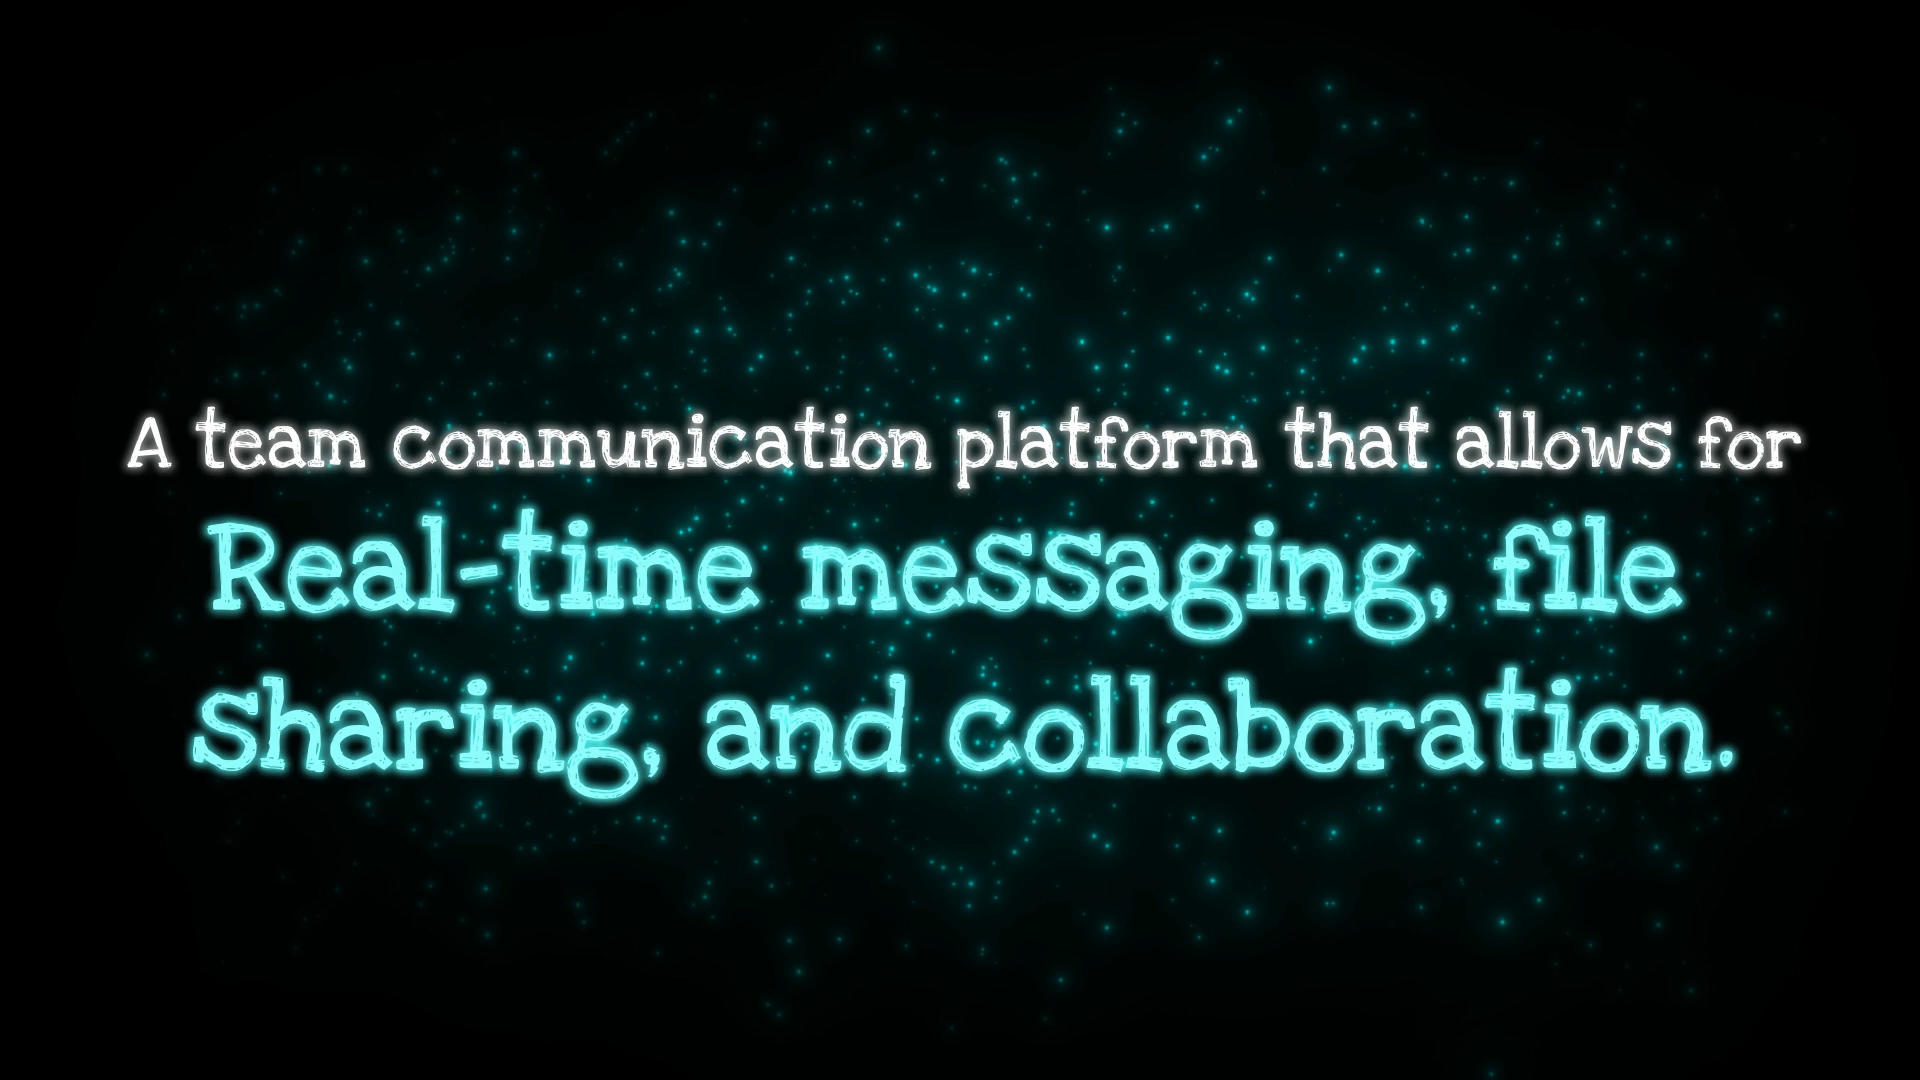 A team communication platform that allows for
Real-time messaging, file
sharing, and collaboration.